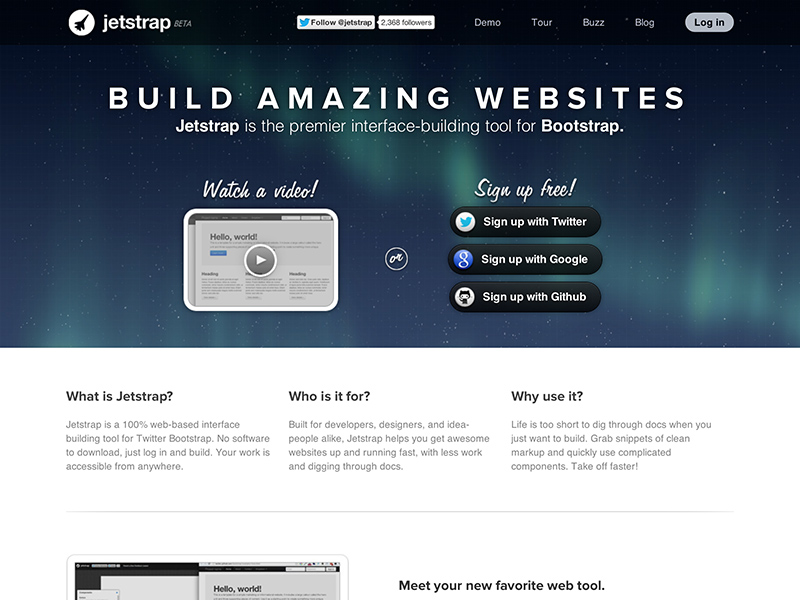 jetstrap BETA
Follow @jetstrap
2,368 followers
Demo
Tour
Buzz
Blog
Log in
BUILD AMAZING WEBSITES
Jetstrap is the premier interface-building tool for Bootstrap.
Watch a video!
Hello, world!
Heading
Heading
Heading
or
Sign up free!
Sign up with Twitter
Sign up with Google
Sign up with Github
What is Jetstrap?
Jetstrap is a 100% web-based interface
building tool for Twitter Bootstrap. No software
to download, just log in and build. Your work is
accessible from anywhere.
Who is it for?
Built for developers, designers, and idea-
people alike, Jetstrap helps you get awesome
websites up and running fast, with less work
and digging through docs.
Why use it?
Life is too short to dig through docs when you
just want to build. Grab snippets of clean
markup and quickly use complicated
components. Take off faster!
jetstrap
Hello, world!
Meet your new favorite web tool.